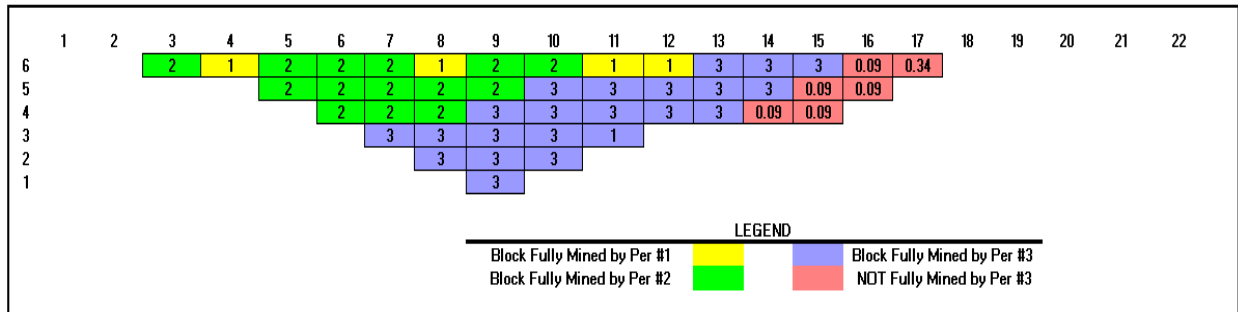 1 2 3 4 5 6 7 8 9 10 11 12 13 14 15 16 17 18 19 20 21 22
6 2 1 2 2 2 1 2 2 1 1 3 3 3 0.09 0.34
5 2 2 2 2 2 3 3 3 3 3 0.09 0.09
4 2 2 2 3 3 3 3 3 0.09 0.09
3 3 3 3 3 1
2 3 3 3
1 3
LEGEND
Block Fully Mined by Per #1 Block Fully Mined by Per #3
Block Fully Mined by Per #2 NOT Fully Mined by Per #3